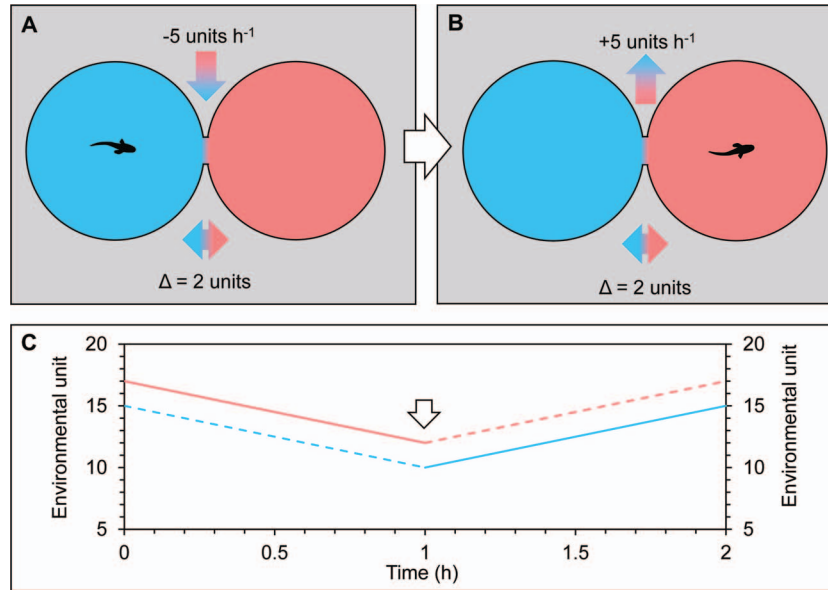 A
-5 units h-1
Δ = 2 units
B
+5 units h-1
Δ = 2 units
C
Environmental unit
20
15
10
5
0
0.5
1
1.5
2
Time (h)
20
15
10
5
Environmental unit